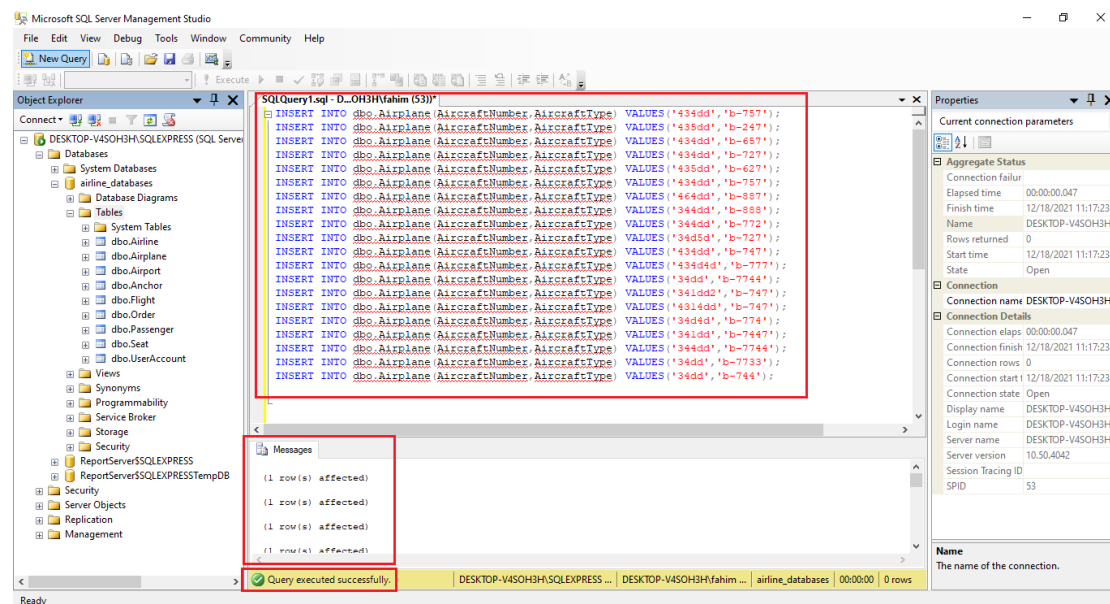 Microsoft SQL Server Management Studio
File Edit View Debug Tools Window Community Help
New Query
Execute
Object Explorer
Connect
DESKTOP-V4SOH3H\SQLEXPRESS (SQL Server
Databases
System Databases
airline_databases
Database Diagrams
Tables
System Tables
dbo.Airline
dbo.Airplane
dbo.Airport
dbo.Anchor
dbo.Flight
dbo.Order
dbo.Passenger
dbo.Seat
dbo.UserAccount
Views
Synonyms
Programmability
Service Broker
Storage
Security
ReportServer$SQLEXPRESS
ReportServer$SQLEXPRESSTempDB
Security
Server Objects
Replication
Management
SQLQuery1.sql - D...OH3H\fahim (53))*
INSERT INTO dbo.Airplane(AircraftNumber,AircraftType) VALUES('434dd','b-757');
INSERT INTO dbo.Airplane(AircraftNumber,AircraftType) VALUES('435dd','b-247');
INSERT INTO dbo.Airplane(AircraftNumber,AircraftType) VALUES('434dd','b-657');
INSERT INTO dbo.Airplane(AircraftNumber,AircraftType) VALUES('434dd','b-727');
INSERT INTO dbo.Airplane(AircraftNumber,AircraftType) VALUES('435dd','b-627');
INSERT INTO dbo.Airplane(AircraftNumber,AircraftType) VALUES('434dd','b-757');
INSERT INTO dbo.Airplane(AircraftNumber,AircraftType) VALUES('464dd','b-887');
INSERT INTO dbo.Airplane(AircraftNumber,AircraftType) VALUES('344dd','b-888');
INSERT INTO dbo.Airplane(AircraftNumber,AircraftType) VALUES('344dd','b-772');
INSERT INTO dbo.Airplane(AircraftNumber,AircraftType) VALUES('34d5d','b-727');
INSERT INTO dbo.Airplane(AircraftNumber,AircraftType) VALUES('434dd','b-747');
INSERT INTO dbo.Airplane(AircraftNumber,AircraftType) VALUES('434d4d','b-777');
INSERT INTO dbo.Airplane(AircraftNumber,AircraftType) VALUES('34dd','b-7744');
INSERT INTO dbo.Airplane(AircraftNumber,AircraftType) VALUES('341dd2','b-747');
INSERT INTO dbo.Airplane(AircraftNumber,AircraftType) VALUES('4314dd','b-747');
INSERT INTO dbo.Airplane(AircraftNumber,AircraftType) VALUES('34d4d','b-774');
INSERT INTO dbo.Airplane(AircraftNumber,AircraftType) VALUES('341dd','b-7447');
INSERT INTO dbo.Airplane(AircraftNumber,AircraftType) VALUES('344dd','b-7744');
INSERT INTO dbo.Airplane(AircraftNumber,AircraftType) VALUES('34dd','b-7733');
INSERT INTO dbo.Airplane(AircraftNumber,AircraftType) VALUES('34dd','b-744');
Messages
(1 row(s) affected)
(1 row(s) affected)
(1 row(s) affected)
(1 row(s) affected)
Query executed successfully.
DESKTOP-V4SOH3H\SQLEXPRESS ... DESKTOP-V4SOH3H\fahim ... airline_databases 00:00:00 0 rows
Properties
Current connection parameters
Aggregate Status
Connection failur
Elapsed time 00:00:00.047
Finish time 12/18/2021 11:17:23
Name DESKTOP-V4SOH3H
Rows returned 0
Start time 12/18/2021 11:17:23
State Open
Connection
Connection name DESKTOP-V4SOH3H
Connection Details
Connection elaps 00:00:00.047
Connection finish 12/18/2021 11:17:23
Connection rows 0
Connection start t 12/18/2021 11:17:23
Connection state Open
Display name DESKTOP-V4SOH3H
Login name DESKTOP-V4SOH3H
Server name DESKTOP-V4SOH3H
Server version 10.50.4042
Session Tracing ID
SPID 53
Name
The name of the connection.
Ready